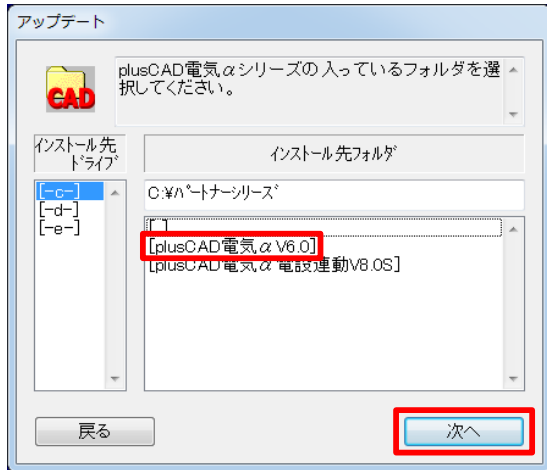 アップデート
CAD
plusCAD電気αシリーズの入っているフォルダを選
択してください。
インストール先
ドライブ
インストール先フォルダ
[-c-]
[-d-]
[-e-]
C:¥パートナーシリーズ
[..]
[plusCAD電気αV6.0]
[plusCAD電気α電設連動V8.0S]
戻る
次へ